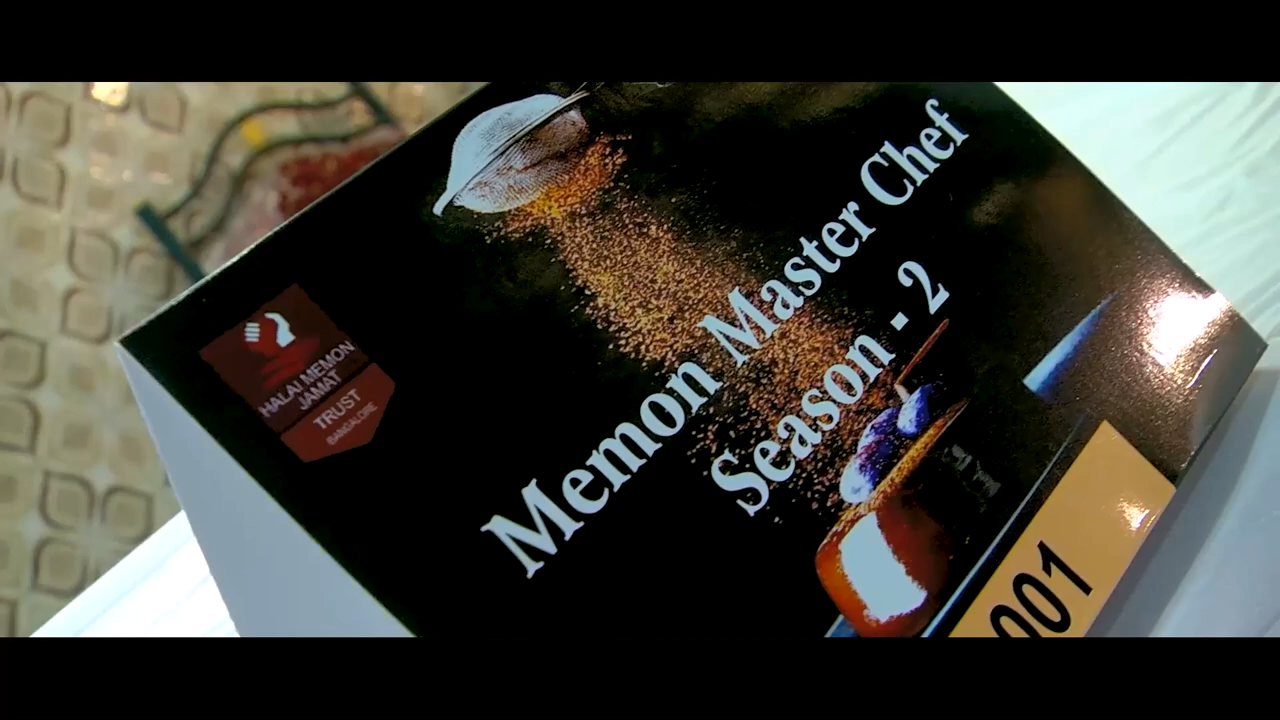 HALAI MEMON
JAMAT
TRUST
BANGALORE
Memon Master Chef
Season - 2
001